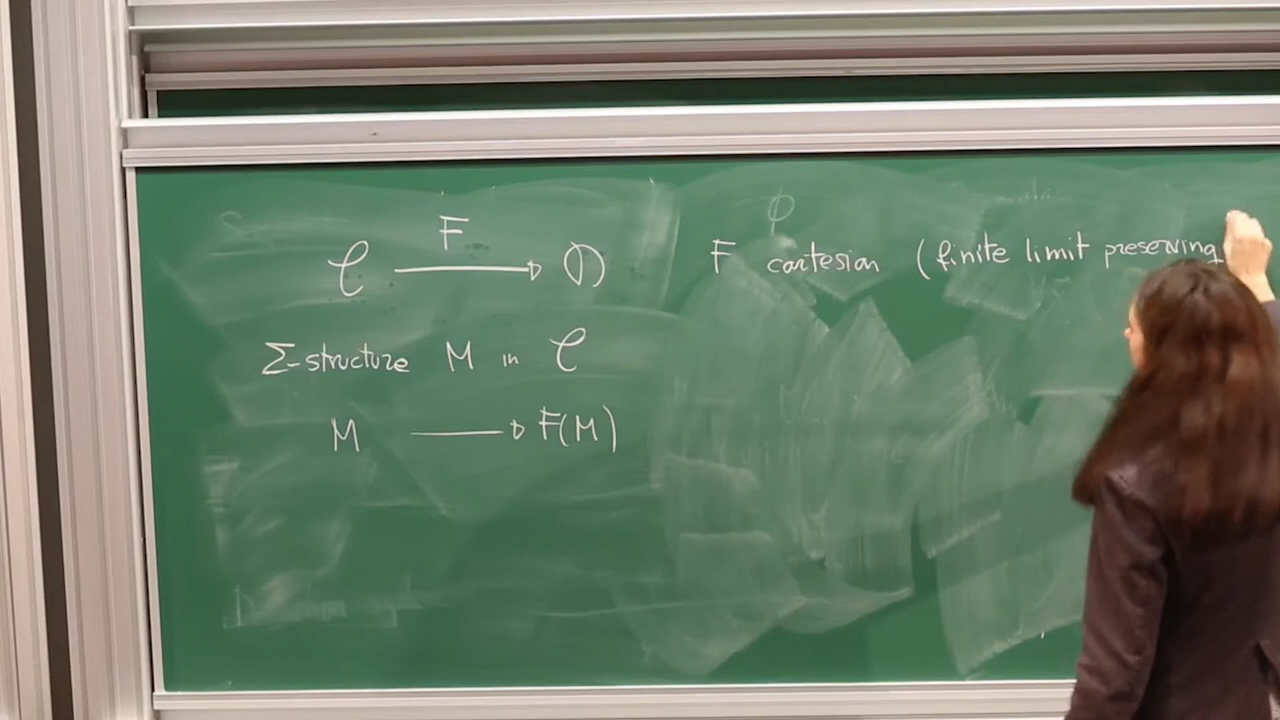 F
𝒞 ⟶ 𝒟 F cartesian (finite limit preserving
Σ-structure M in 𝒞
M ⟶ F(M)